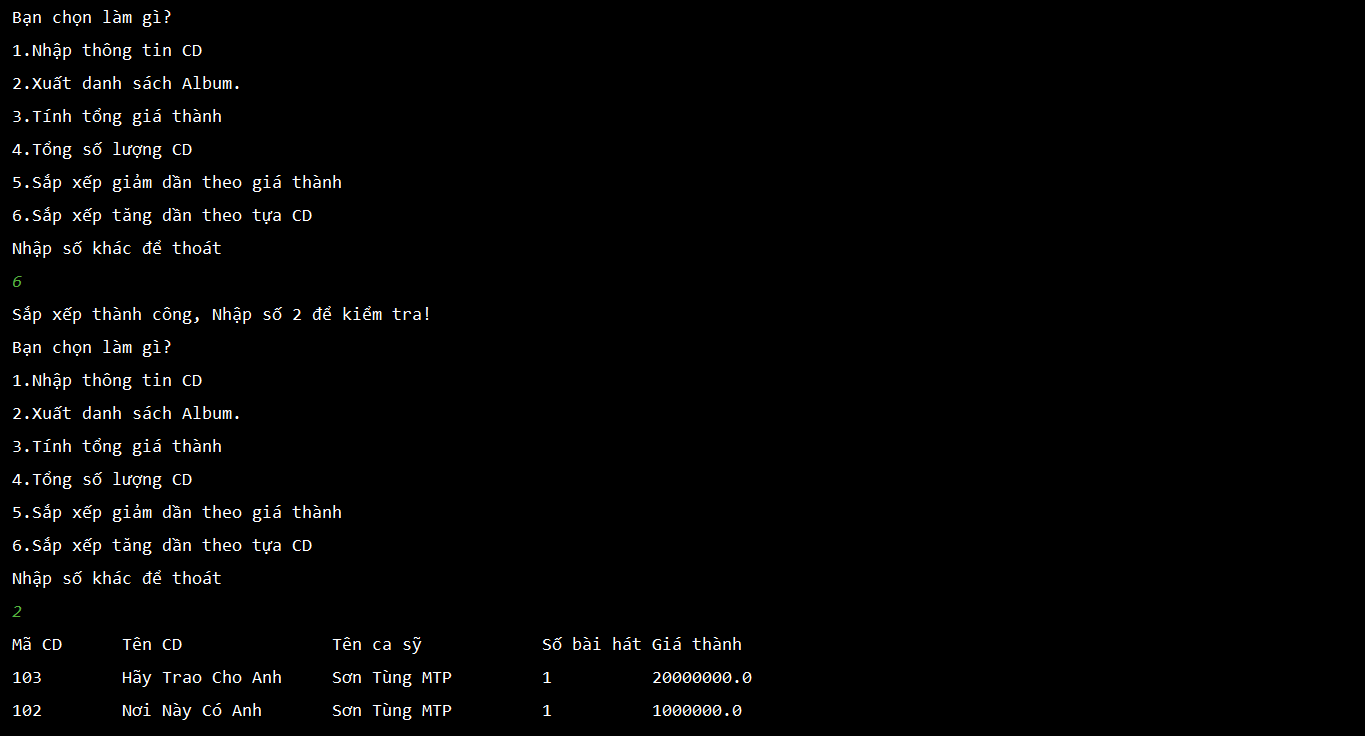 Bạn chọn làm gì?
1.Nhập thông tin CD
2.Xuất danh sách Album.
3.Tính tổng giá thành
4.Tổng số lượng CD
5.Sắp xếp giảm dần theo giá thành
6.Sắp xếp tăng dần theo tựa CD
Nhập số khác để thoát
6
Sắp xếp thành công, Nhập số 2 để kiểm tra!
Bạn chọn làm gì?
1.Nhập thông tin CD
2.Xuất danh sách Album.
3.Tính tổng giá thành
4.Tổng số lượng CD
5.Sắp xếp giảm dần theo giá thành
6.Sắp xếp tăng dần theo tựa CD
Nhập số khác để thoát
2
Mã CD      Tên CD               Tên ca sỹ            Số bài hát Giá thành
103        Hãy Trao Cho Anh     Sơn Tùng MTP         1          20000000.0
102        Nơi Này Có Anh       Sơn Tùng MTP         1          1000000.0